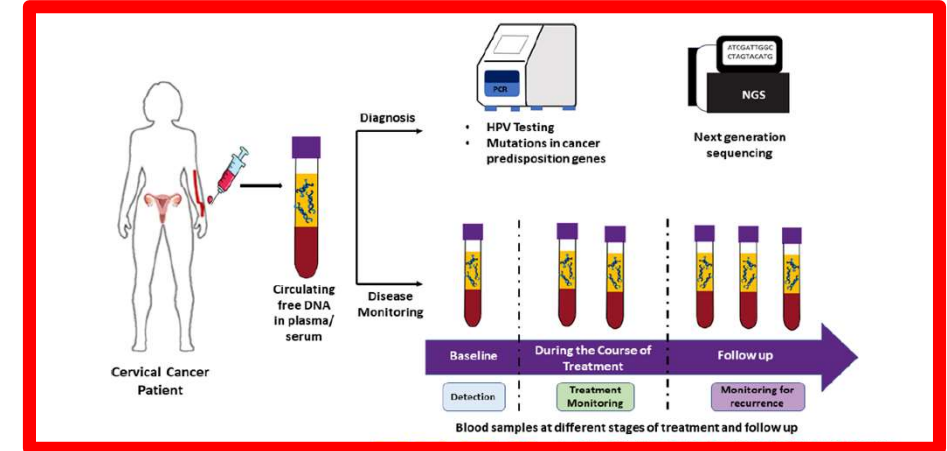 ATCGATTGGC
CTAGTACATG
PCR
NGS
Diagnosis
• HPV Testing
• Mutations in cancer
predisposition genes
Next generation
sequencing
Circulating
free DNA
in plasma/
serum
Disease
Monitoring
Cervical Cancer
Patient
Baseline
During the Course of
Treatment
Follow up
Detection
Treatment
Monitoring
Monitoring for
recurrence
Blood samples at different stages of treatment and follow up